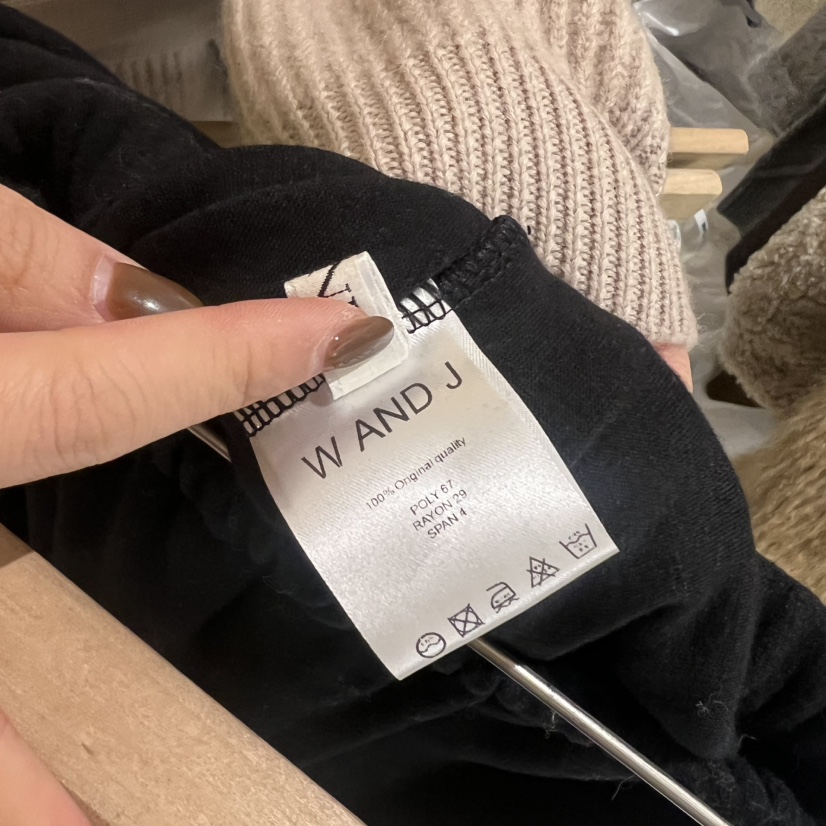 W AND J
100% Original quality
POLY 67
RAYON 29
SPAN 4